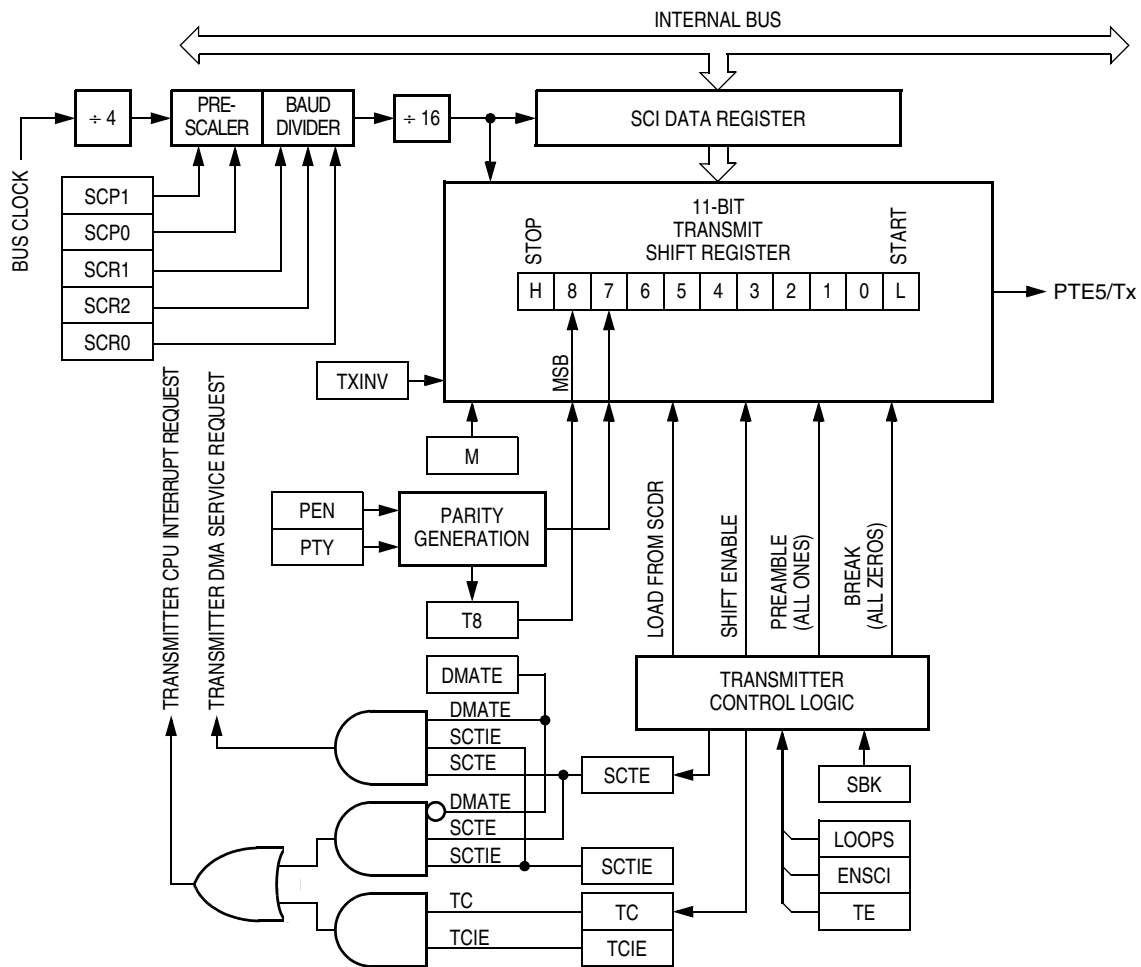 INTERNAL BUS
÷ 4
PRE-
SCALER
BAUD
DIVIDER
÷ 16
SCI DATA REGISTER
BUS CLOCK
SCP1
SCP0
SCR1
SCR2
SCR0
11-BIT
TRANSMIT
SHIFT REGISTER
STOP
START
H 8 7 6 5 4 3 2 1 0 L
PTE5/Tx
MSB
TXINV
M
TRANSMITTER CPU INTERRUPT REQUEST
TRANSMITTER DMA SERVICE REQUEST
PEN
PTY
PARITY
GENERATION
T8
LOAD FROM SCDR
SHIFT ENABLE
PREAMBLE
(ALL ONES)
BREAK
(ALL ZEROS)
TRANSMITTER
CONTROL LOGIC
DMATE
DMATE
SCTIE
SCTE
SCTE
SBK
DMATE
SCTE
SCTIE
SCTIE
LOOPS
ENSCI
TE
TC
TC
TCIE
TCIE